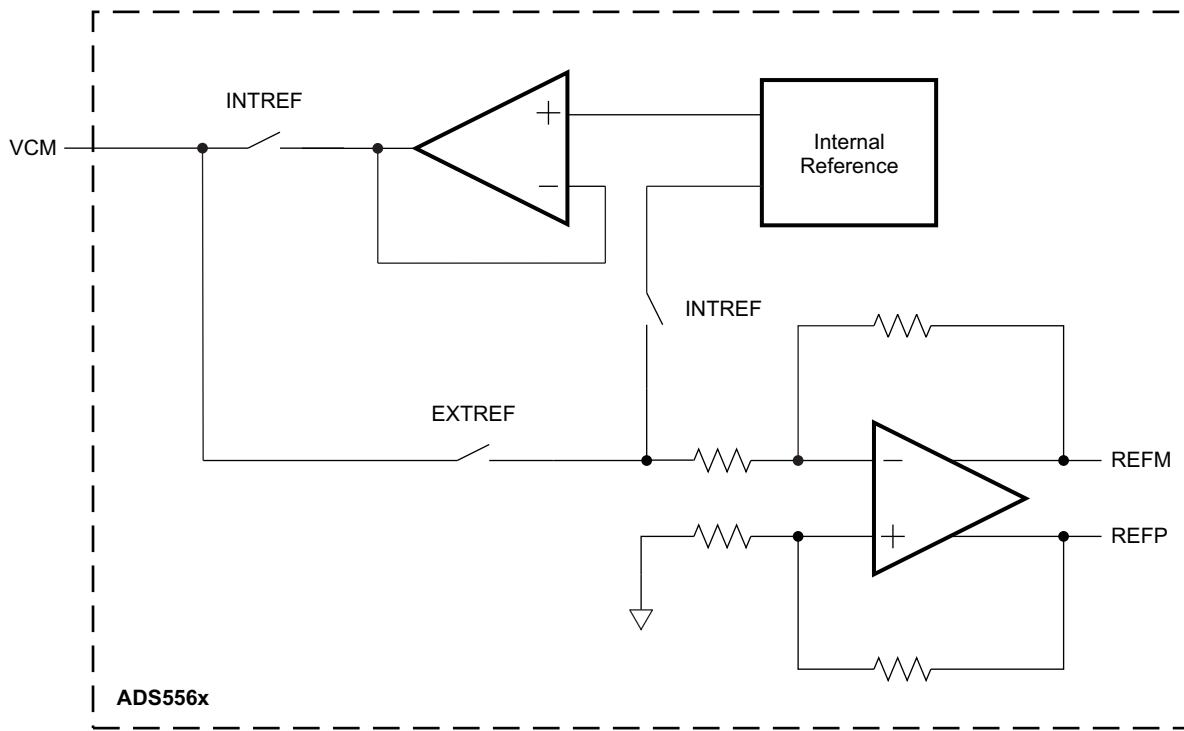 INTREF
VCM
+
−
Internal
Reference
INTREF
EXTREF
−
REFM
+
REFP
ADS556x